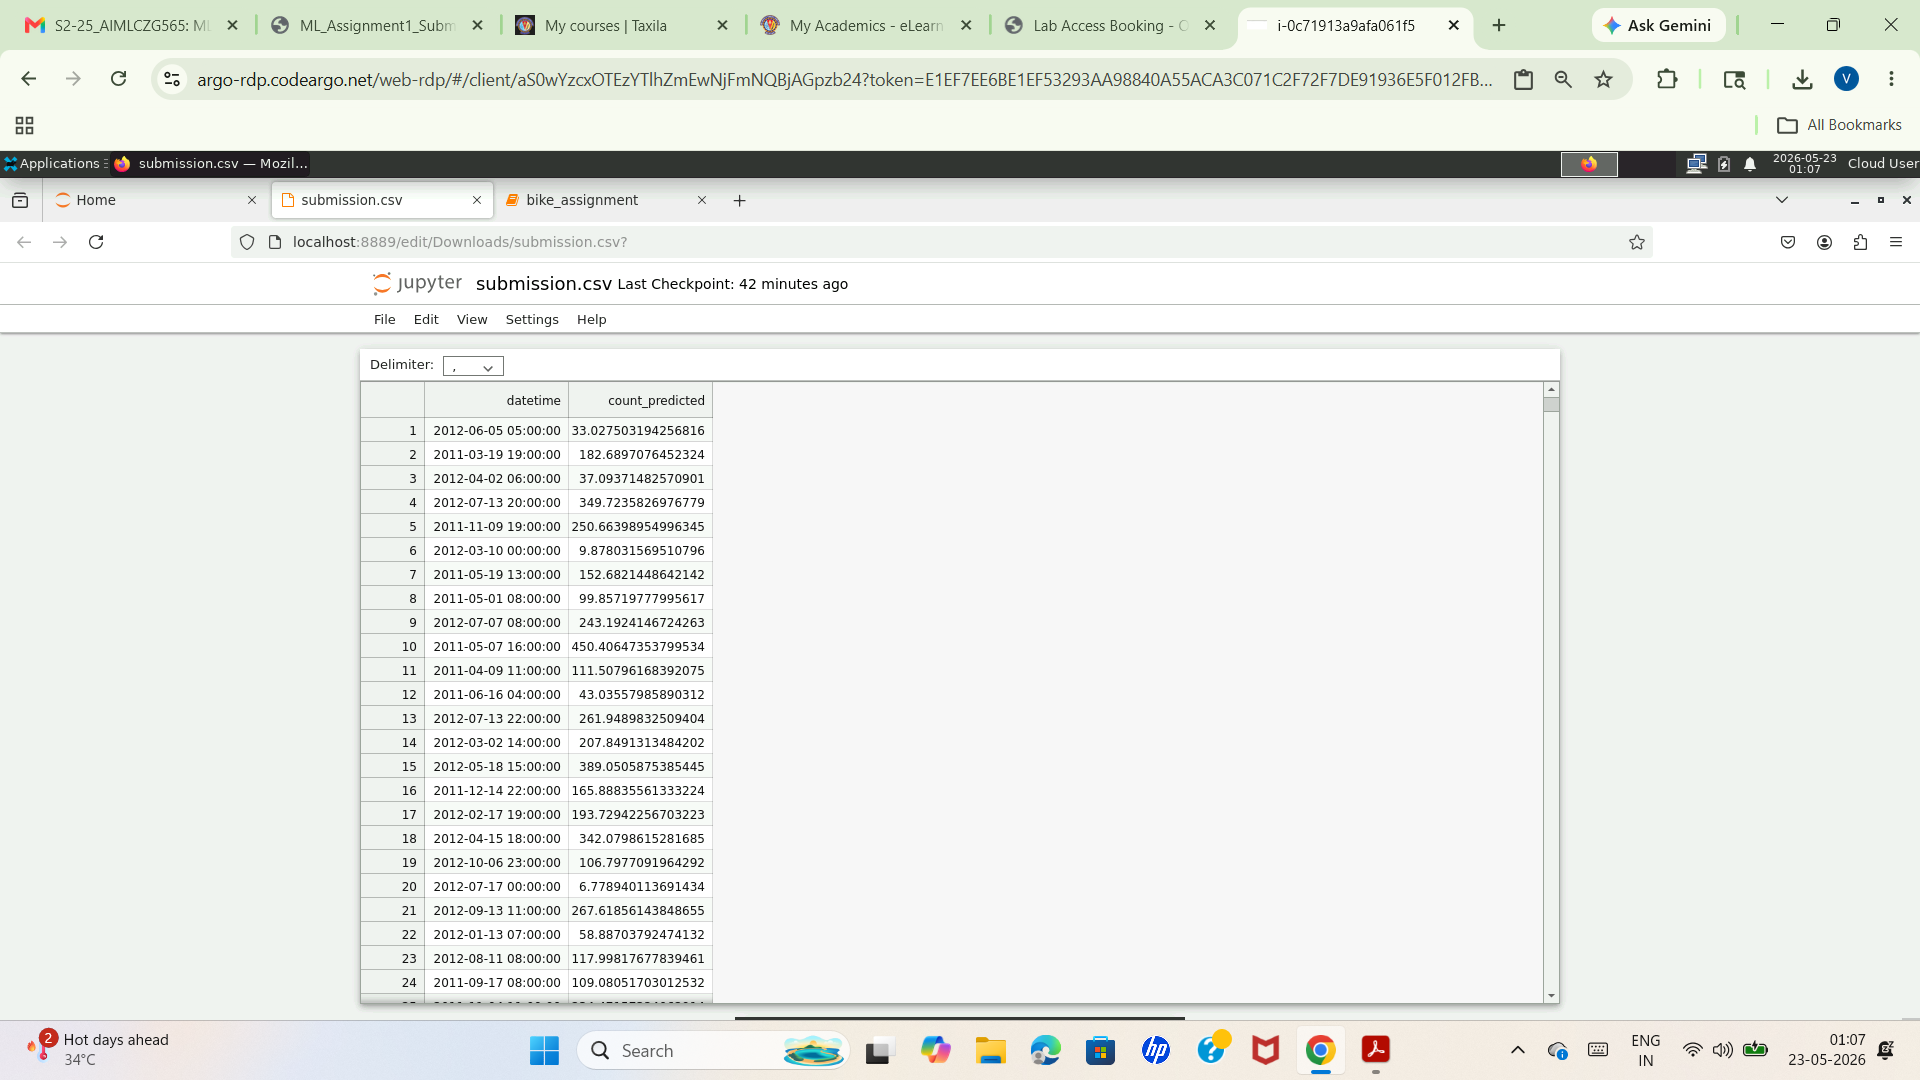 S2-25_AIMLCZG565: ML
ML_Assignment1_Subm
My courses | Taxila
My Academics - eLearn
Lab Access Booking - O
i-0c71913a9afa061f5
Ask Gemini
argo-rdp.codeargo.net/web-rdp/#/client/aS0wYzcxOTEzYTlhZmEwNjFmNQBjAGpzb24?token=E1EF7EE6BE1EF53293AA98840A55ACA3C071C2F72F7DE91936E5F012FB...
V
All Bookmarks
Applications
submission.csv — Mozil...
2026-05-23
01:07
Cloud User
Home
submission.csv
bike_assignment
localhost:8889/edit/Downloads/submission.csv?
jupyter submission.csv Last Checkpoint: 42 minutes ago
File Edit View Settings Help
Delimiter: ,
datetime count_predicted
1 2012-06-05 05:00:00 33.027503194256816
2 2011-03-19 19:00:00 182.6897076452324
3 2012-04-02 06:00:00 37.09371482570901
4 2012-07-13 20:00:00 349.7235826976779
5 2011-11-09 19:00:00 250.66398954996345
6 2012-03-10 00:00:00 9.878031569510796
7 2011-05-19 13:00:00 152.6821448642142
8 2011-05-01 08:00:00 99.85719777995617
9 2012-07-07 08:00:00 243.1924146724263
10 2011-05-07 16:00:00 450.40647353799534
11 2011-04-09 11:00:00 111.50796168392075
12 2011-06-16 04:00:00 43.03557985890312
13 2012-07-13 22:00:00 261.9489832509404
14 2012-03-02 14:00:00 207.8491313484202
15 2012-05-18 15:00:00 389.0505875385445
16 2011-12-14 22:00:00 165.88835561333224
17 2012-02-17 19:00:00 193.72942256703223
18 2012-04-15 18:00:00 342.0798615281685
19 2012-10-06 23:00:00 106.7977091964292
20 2012-07-17 00:00:00 6.778940113691434
21 2012-09-13 11:00:00 267.61856143848655
22 2012-01-13 07:00:00 58.88703792474132
23 2012-08-11 08:00:00 117.99817677839461
24 2011-09-17 08:00:00 109.08051703012532
2
Hot days ahead
34°C
Search
hp
ENG
IN
01:07
23-05-2026